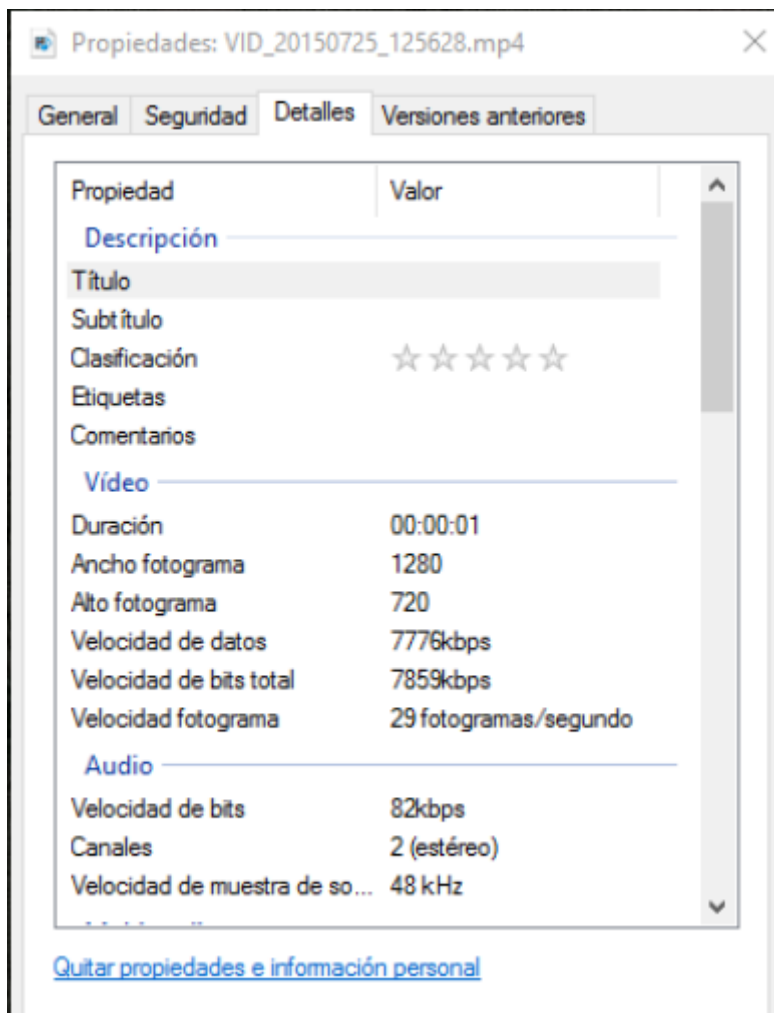 Propiedades: VID_20150725_125628.mp4
General Seguridad Detalles Versiones anteriores
Propiedad Valor
Descripción
Título
Subtítulo
Clasificación
Etiquetas
Comentarios
Vídeo
Duración 00:00:01
Ancho fotograma 1280
Alto fotograma 720
Velocidad de datos 7776kbps
Velocidad de bits total 7859kbps
Velocidad fotograma 29 fotogramas/segundo
Audio
Velocidad de bits 82kbps
Canales 2 (estéreo)
Velocidad de muestra de so... 48 kHz
Quitar propiedades e información personal